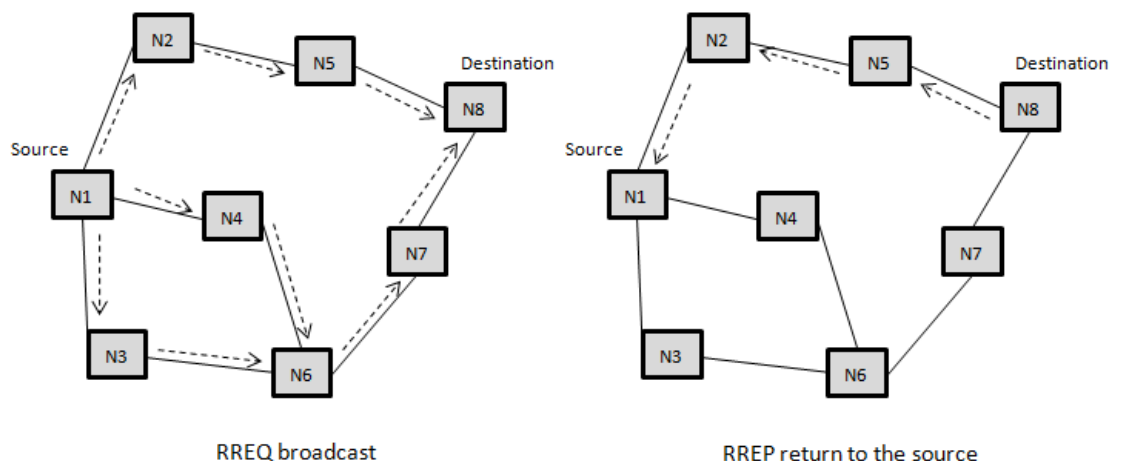 N2
N5
Destination
N8
Source
N1
N4
N7
N3
N6
RREQ broadcast
N2
N5
Destination
N8
Source
N1
N4
N7
N3
N6
RREP return to the source